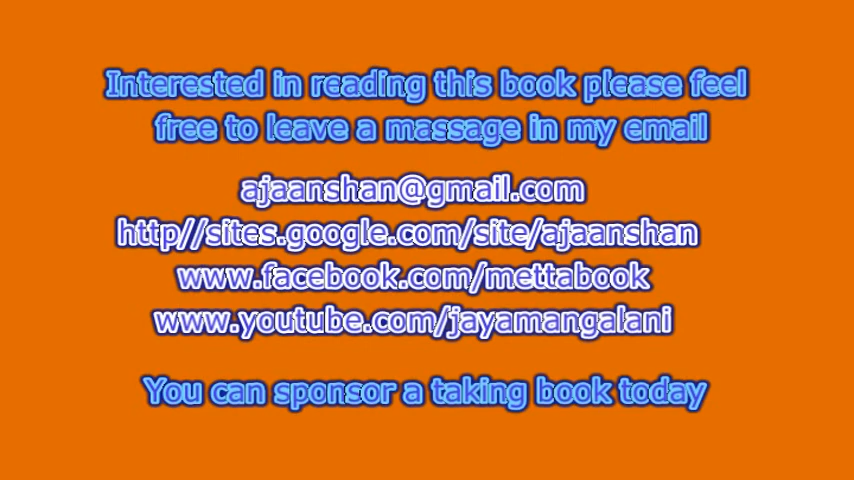 Interested in reading this book please feel
free to leave a massage in my email
ajaanshan@gmail.com
http//sites.google.com/site/ajaanshan
www.facebook.com/mettabook
www.youtube.com/jayamangalani
You can sponsor a taking book today